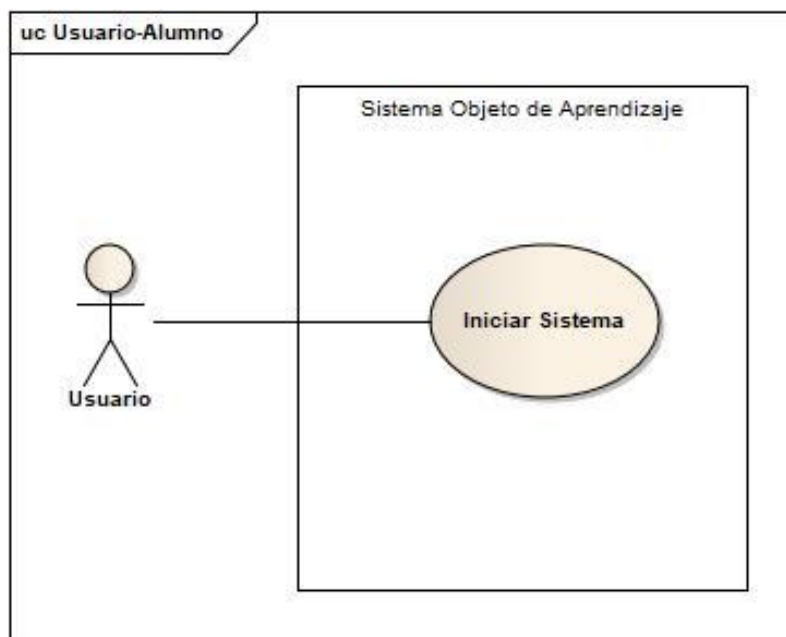 uc Usuario-Alumno
Sistema Objeto de Aprendizaje
Iniciar Sistema
Usuario